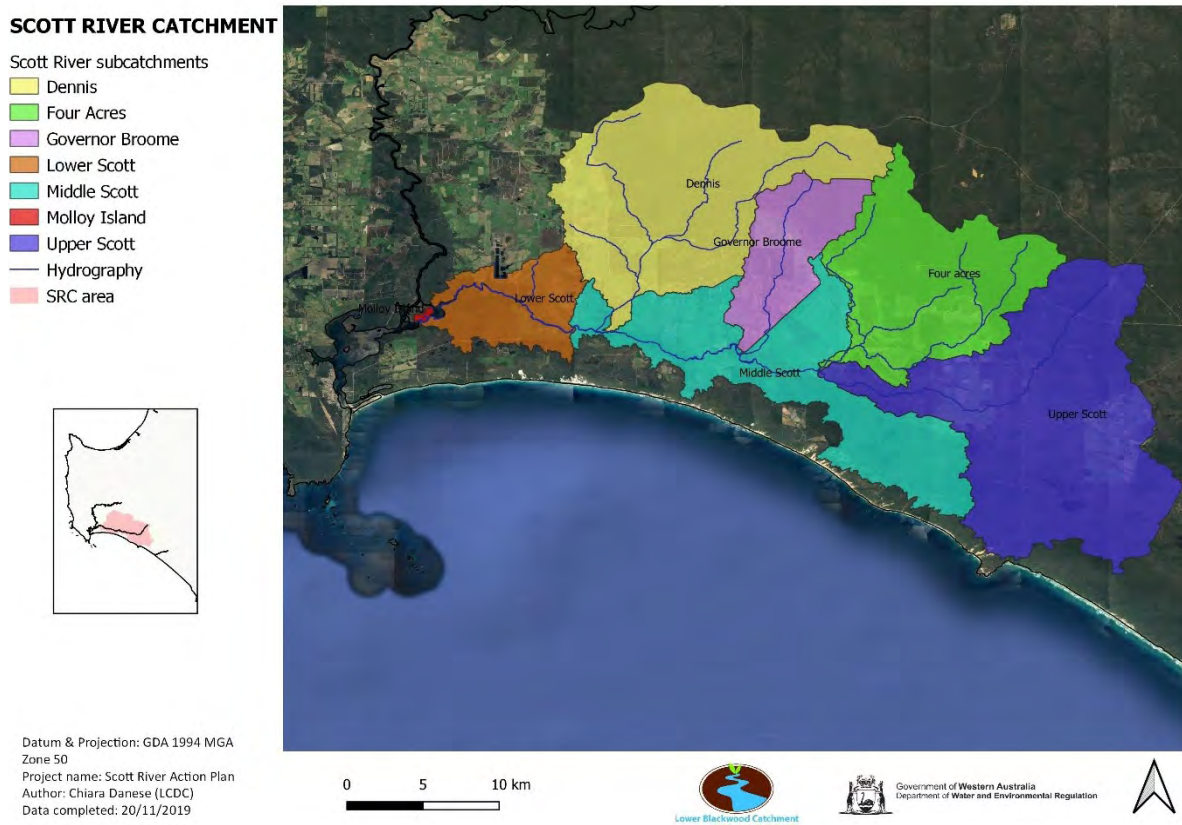 SCOTT RIVER CATCHMENT
Scott River subcatchments
Dennis
Four Acres
Governor Broome
Lower Scott
Middle Scott
Molloy Island
Upper Scott
Hydrography
SRC area
Dennis
Governor Broome
Four acres
Lower Scott
Molloy Island
Middle Scott
Upper Scott
Datum & Projection: GDA 1994 MGA
Zone 50
Project name: Scott River Action Plan
Author: Chiara Danese (LCDC)
Data completed: 20/11/2019
0 5 10 km
Lower Blackwood Catchment
Government of Western Australia
Department of Water and Environmental Regulation